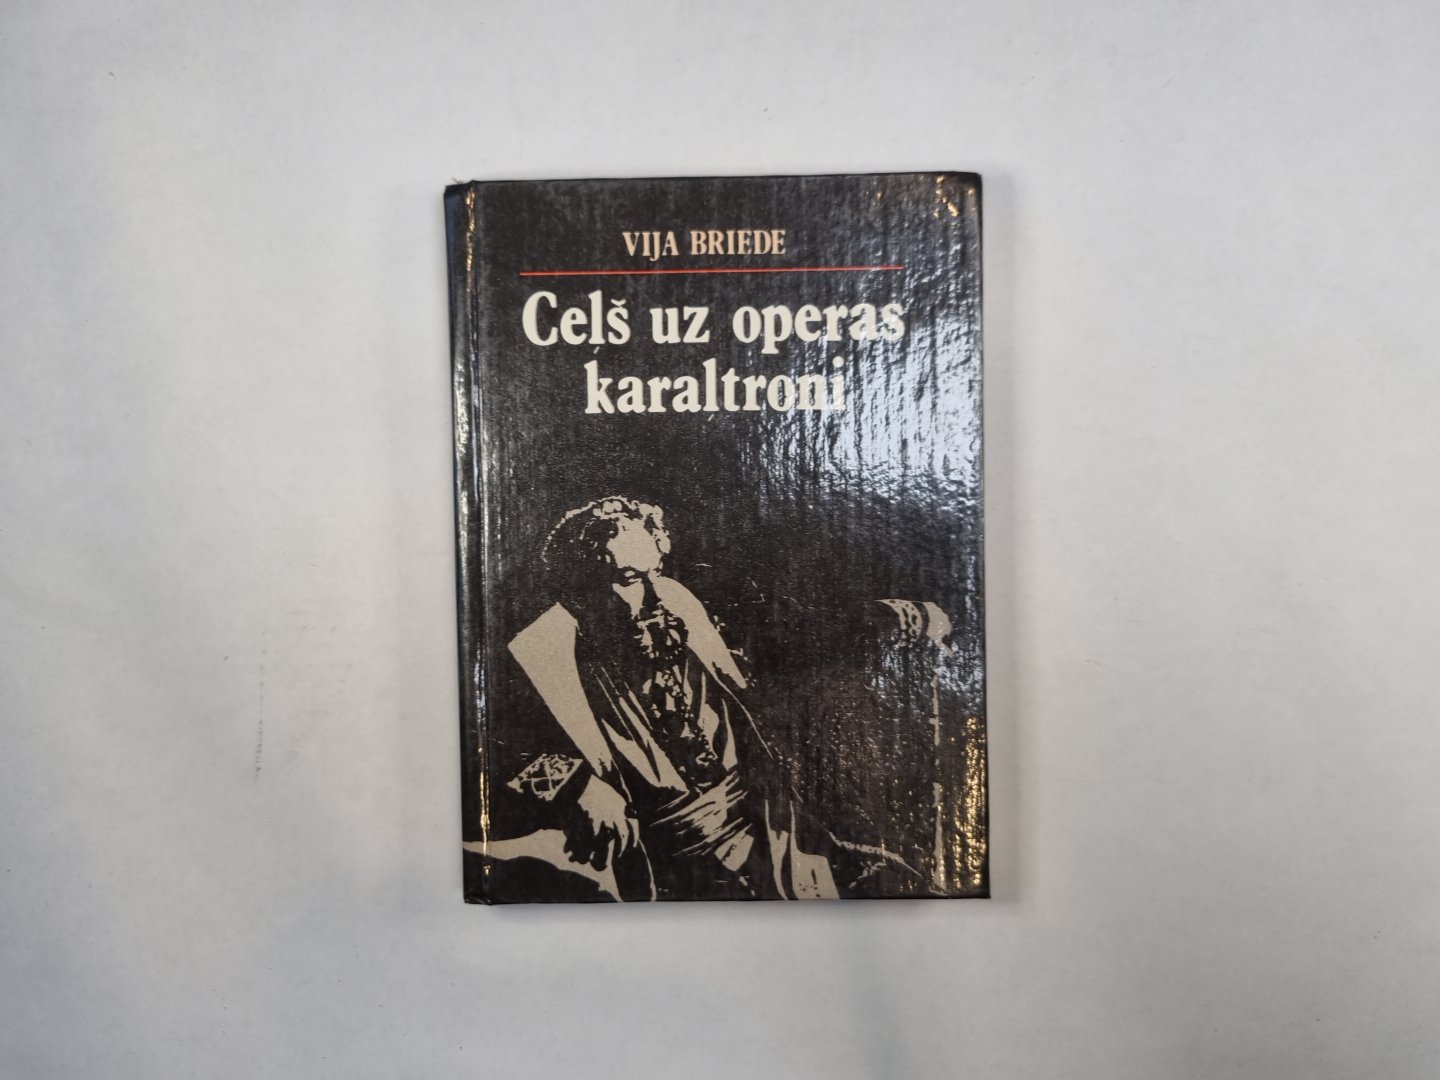 VIJA BRIEDE
Ceļš uz operas
karaļtroni